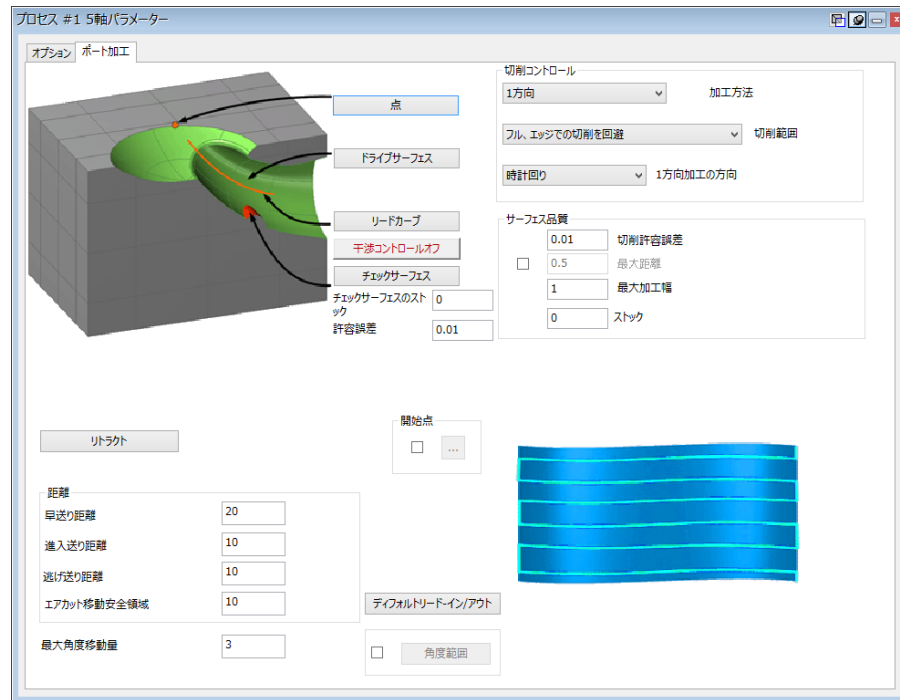 プロセス #1 5軸パラメーター
オプション
ポート加工
点
ドライブサーフェス
リードカーブ
干渉コントロールオフ
チェックサーフェス
チェックサーフェスのスト
ック
0
許容誤差
0.01
切削コントロール
1方向
加工方法
フル、エッジでの切削を回避
切削範囲
時計回り
1方向加工の方向
サーフェス品質
0.01
切削許容誤差
0.5
最大距離
1
最大加工幅
0
ストック
リトラクト
開始点
...
距離
早送り距離
20
進入送り距離
10
逃げ送り距離
10
エアカット移動安全領域
10
ディフォルトリード-イン/アウト
最大角度移動量
3
角度範囲